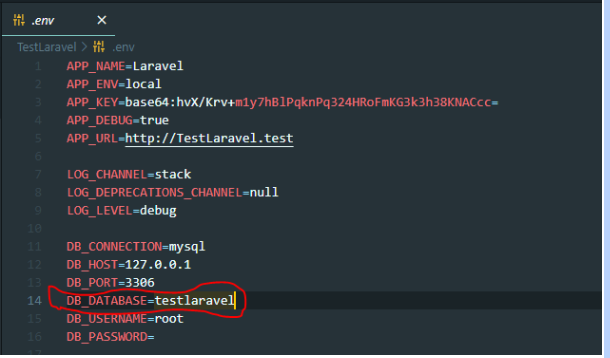 .env
TestLaravel > .env
1 APP_NAME=Laravel
2 APP_ENV=local
3 APP_KEY=base64:hvX/Krv+m1y7hBlPqknPq324HRoFmKG3k3h38KNACcc=
4 APP_DEBUG=true
5 APP_URL=http://TestLaravel.test
6
7 LOG_CHANNEL=stack
8 LOG_DEPRECATIONS_CHANNEL=null
9 LOG_LEVEL=debug
10
11 DB_CONNECTION=mysql
12 DB_HOST=127.0.0.1
13 DB_PORT=3306
14 DB_DATABASE=testlaravel
15 DB_USERNAME=root
16 DB_PASSWORD=
17